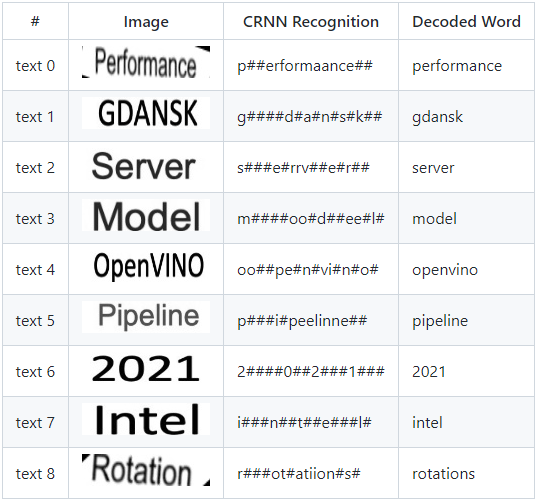 # Image CRNN Recognition Decoded Word
text 0 Performance p##erformaance## performance
text 1 GDANSK g####d#a#n#s#k## gdansk
text 2 Server s###e#rrv##e#r## server
text 3 Model m####oo#d##ee#l# model
text 4 OpenVINO oo##pe#n#vi#n#o# openvino
text 5 Pipeline p###i#peelinne## pipeline
text 6 2021 2####0##2###1### 2021
text 7 Intel i###n##t##e###l# intel
text 8 Rotation r###ot#atiion#s# rotations